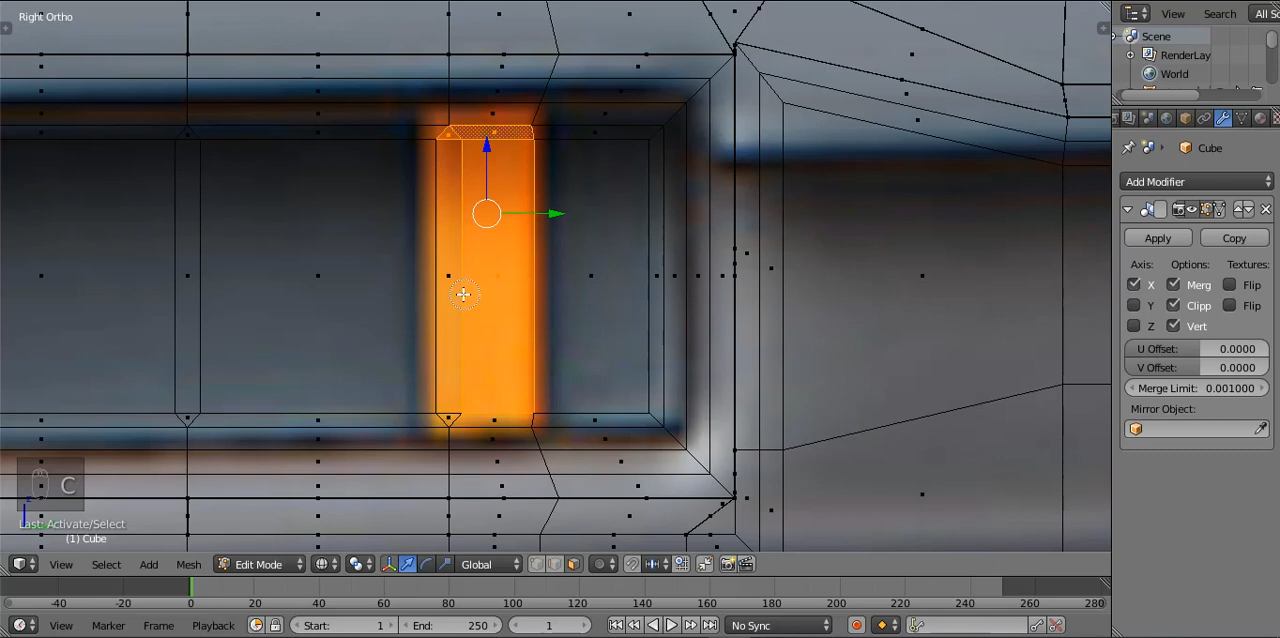 Right Ortho
View Search All Sc
Scene
RenderLay
World
Cube
Add Modifier
Apply Copy
Axis: Options: Textures:
X Merg Flip
Y Clipp Flip
Z Vert
U Offset: 0.0000
V Offset: 0.0000
Merge Limit: 0.001000
Mirror Object:
C
Last: Activate/Select
(1) Cube
View Select Add Mesh Edit Mode Global
-40 -20 0 20 40 60 80 100 120 140 160 180 200 220 240 260 280
View Marker Frame Playback Start: 1 End: 250 1 No Sync